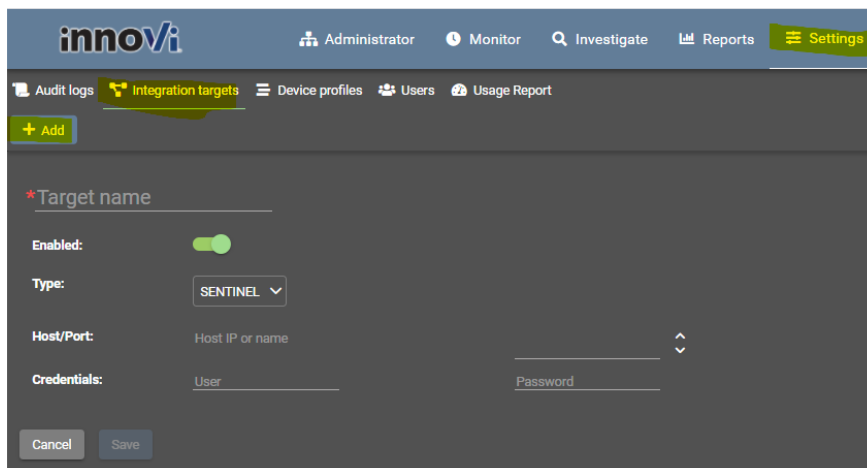 innoVi
Administrator Monitor Investigate Reports Settings
Audit logs Integration targets Device profiles Users Usage Report
+ Add
*Target name
Enabled:
Type: SENTINEL
Host/Port: Host IP or name
Credentials: User Password
Cancel Save